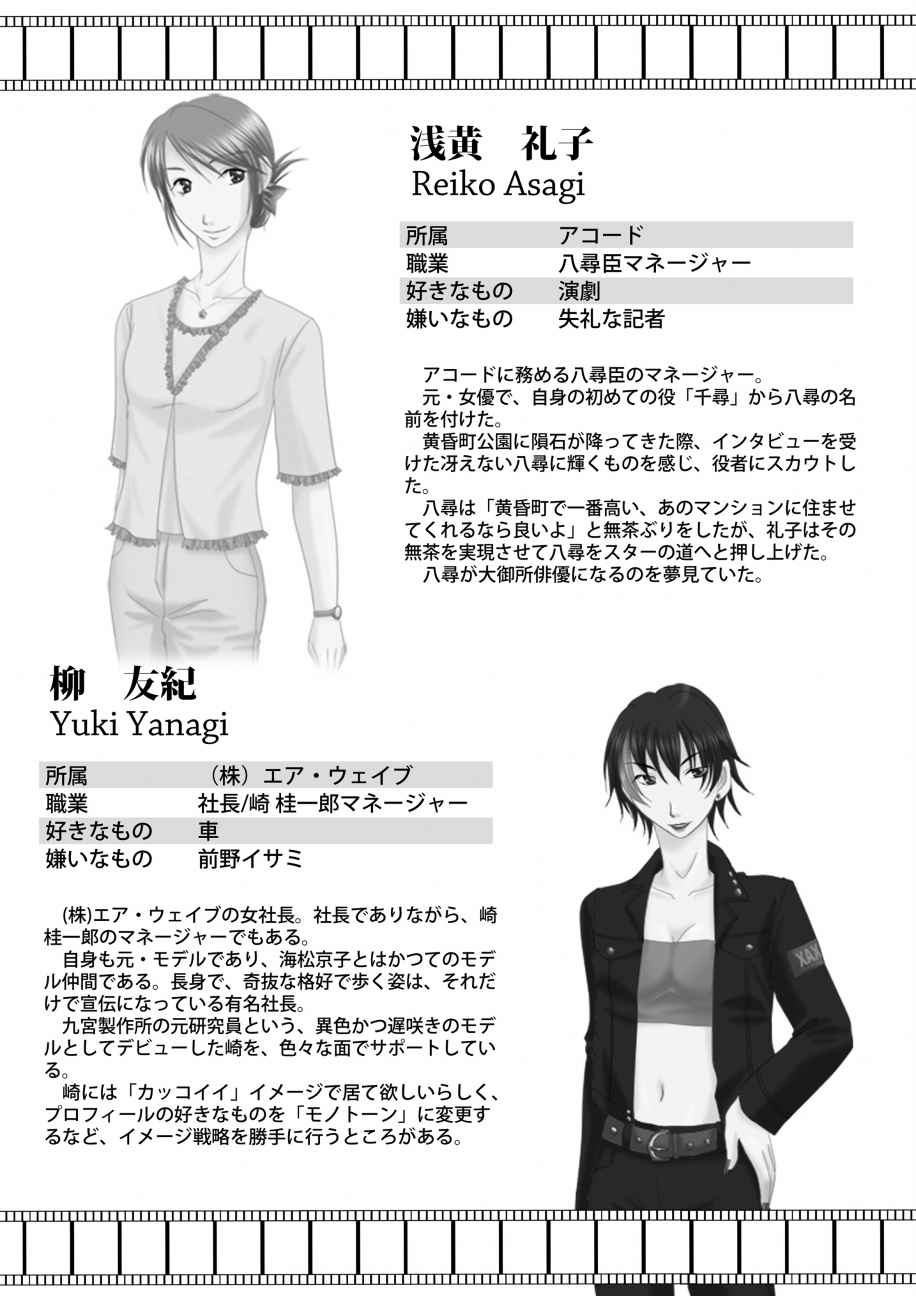 浅黄　礼子
Reiko Asagi
所属　アコード
職業　八尋臣マネージャー
好きなもの　演劇
嫌いなもの　失礼な記者
アコードに務める八尋臣のマネージャー。
元・女優で、自身の初めての役「千尋」から八尋の名
前を付けた。
黄昏町公園に隕石が降ってきた際、インタビューを受
けた冴えない八尋に輝くものを感じ、役者にスカウトし
た。
八尋は「黄昏町で一番高い、あのマンションに住ませ
てくれるなら良いよ」と無茶ぶりをしたが、礼子はその
無茶を実現させて八尋をスターの道へと押し上げた。
八尋が大御所俳優になるのを夢見ていた。
柳　友紀
Yuki Yanagi
所属　（株）エア・ウェイブ
職業　社長/崎 桂一郎マネージャー
好きなもの　車
嫌いなもの　前野イサミ
(株)エア・ウェイブの女社長。社長でありながら、崎
桂一郎のマネージャーでもある。
自身も元・モデルであり、海松京子とはかつてのモデ
ル仲間である。長身で、奇抜な格好で歩く姿は、それだ
けで宣伝になっている有名社長。
九宮製作所の元研究員という、異色かつ遅咲きのモデ
ルとしてデビューした崎を、色々な面でサポートしてい
る。
崎には「カッコイイ」イメージで居て欲しいらしく、
プロフィールの好きなものを「モノトーン」に変更す
るなど、イメージ戦略を勝手に行うところがある。
XAX